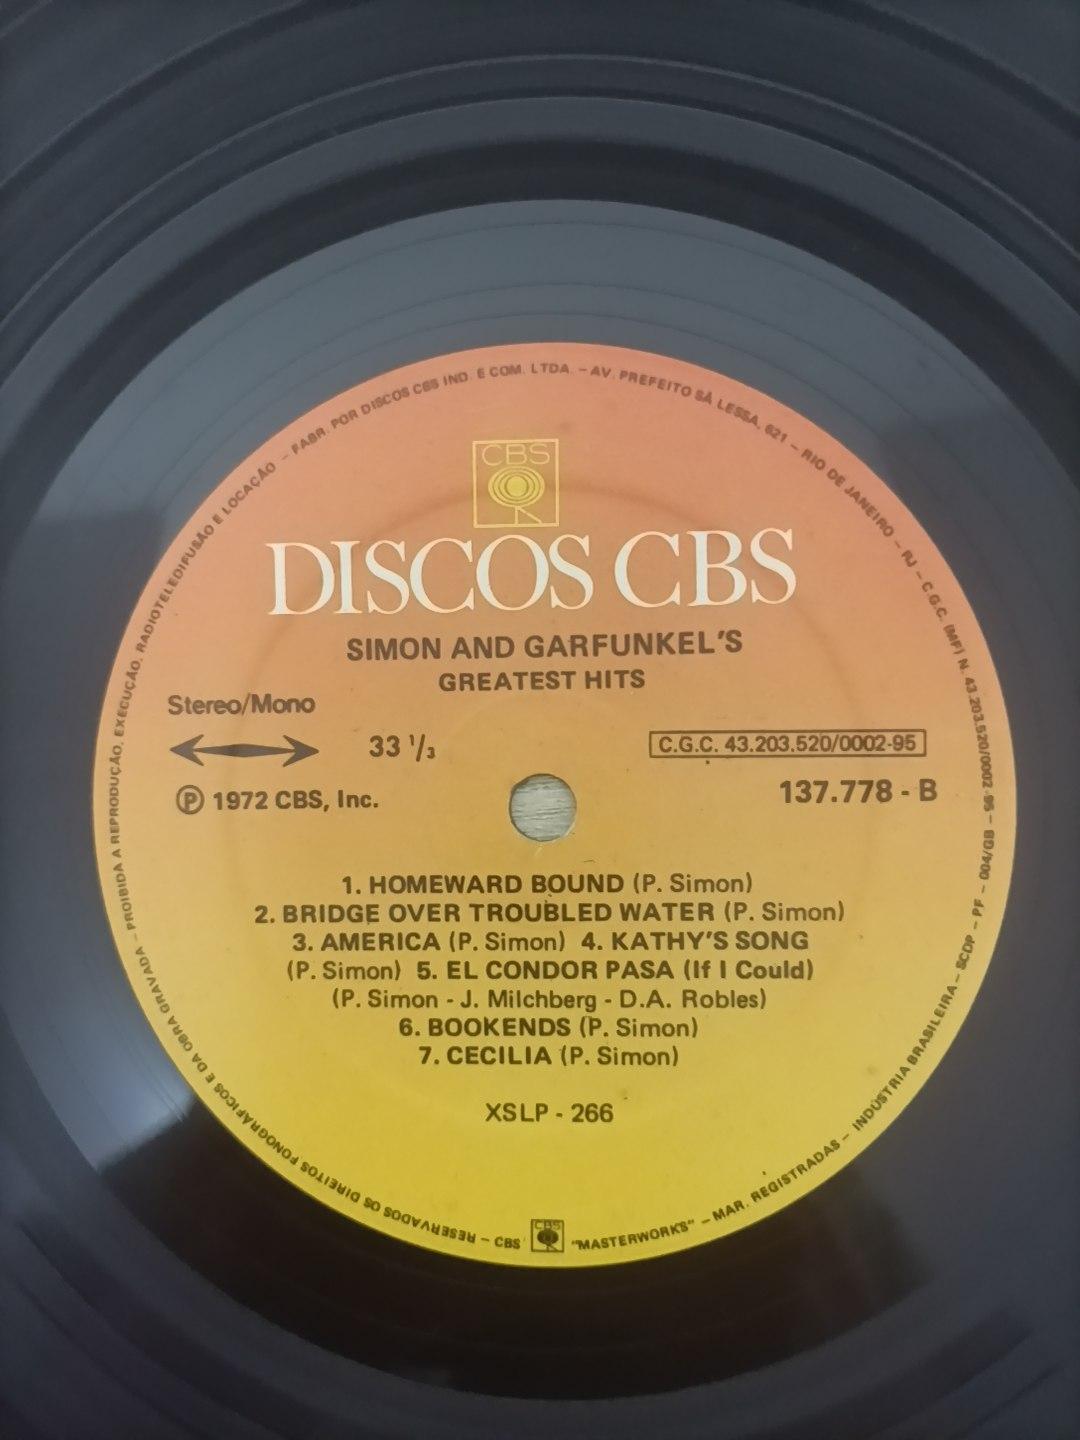 CBS
DISCOS CBS
SIMON AND GARFUNKEL'S
GREATEST HITS
Stereo/Mono
33 1/3
C.G.C. 43.203.520/0002-95
℗ 1972 CBS, Inc.
137.778 - B
1. HOMEWARD BOUND (P. Simon)
2. BRIDGE OVER TROUBLED WATER (P. Simon)
3. AMERICA (P. Simon) 4. KATHY'S SONG
(P. Simon) 5. EL CONDOR PASA (If I Could)
(P. Simon - J. Milchberg - D.A. Robles)
6. BOOKENDS (P. Simon)
7. CECILIA (P. Simon)
XSLP - 266
FABR. POR DISCOS CBS IND. E COM. LTDA. – AV. PREFEITO SÁ LESSA, 621 – RIO DE JANEIRO – RJ – C.G.C. (MF) N. 43.203.520/0002-95 – BG – 004/GB – PF – SCDP – INDÚSTRIA BRASILEIRA – MAR. REGISTRADAS – "MASTERWORKS" CBS CBS – RESERVADOS OS DIREITOS FONOGRÁFICOS E DA OBRA GRAVADA – PROIBIDA A REPRODUÇÃO, EXECUÇÃO, RADIOTELEDIFUSÃO E LOCAÇÃO –